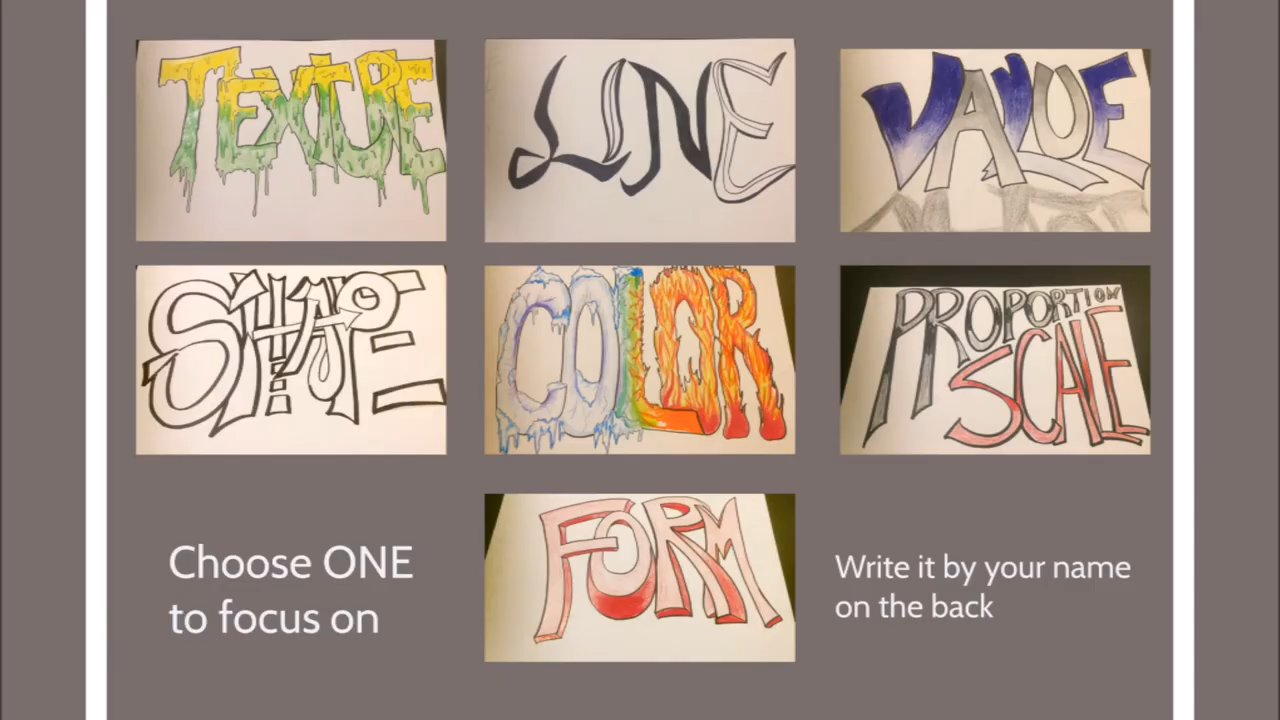 TEXTURE
LINE
VALUE
SHAPE
COLOR
PROPORTION
SCALE
FORM
Choose ONE
to focus on
Write it by your name
on the back